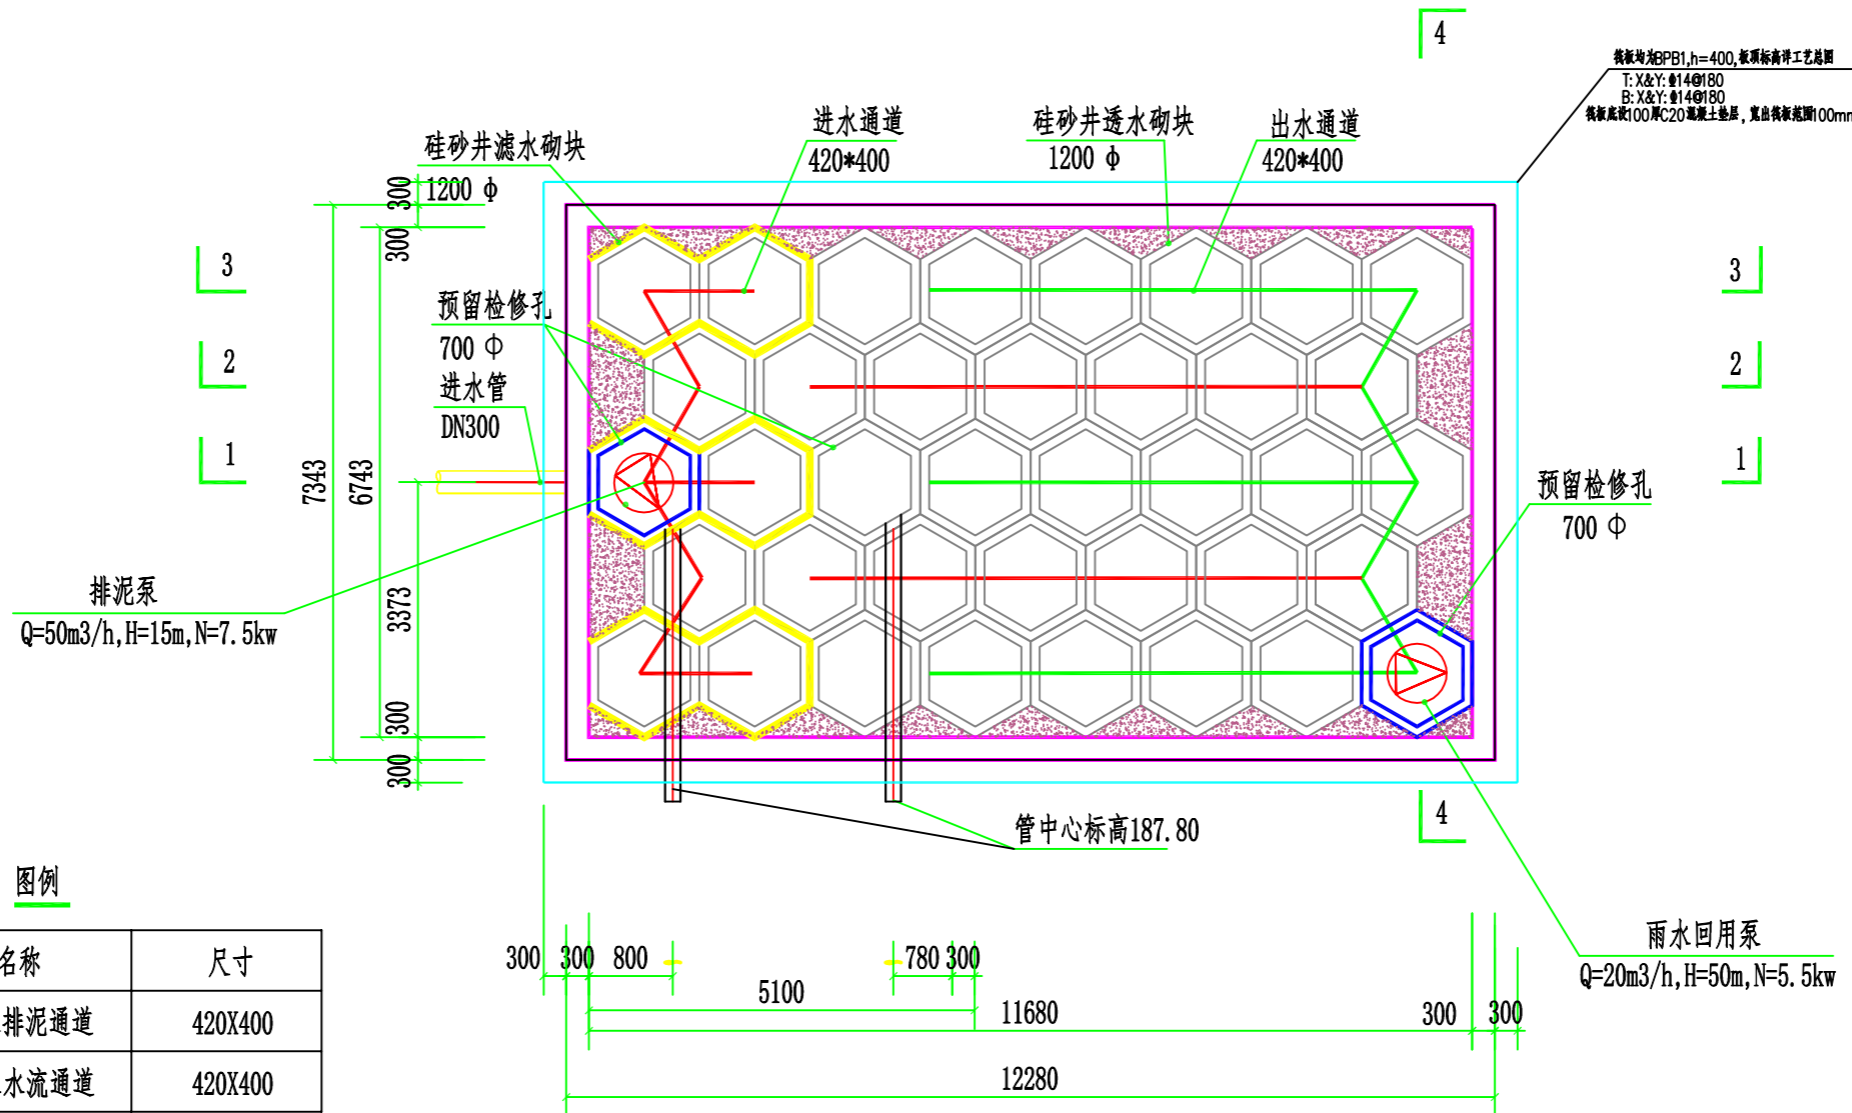 4
筏板均为BPB1,h=400,板顶标高详工艺总图
T:X&Y:Φ14@180
B:X&Y:Φ14@180
筏板底设100厚C20混凝土垫层，宽出筏板范围100mm
硅砂井滤水砌块
1200 ф
进水通道
420*400
硅砂井透水砌块
1200 ф
出水通道
420*400
300
300
3
3
预留检修孔
700 Ф
2
2
进水管
DN300
1
1
7343
6743
预留检修孔
700 Ф
排泥泵
Q=50m3/h,H=15m,N=7.5kw
3373
300
300
4
管中心标高187.80
图例
名称
尺寸
排泥通道
420X400
水流通道
420X400
300
300
800
780
300
5100
11680
300
300
12280
雨水回用泵
Q=20m3/h,H=50m,N=5.5kw